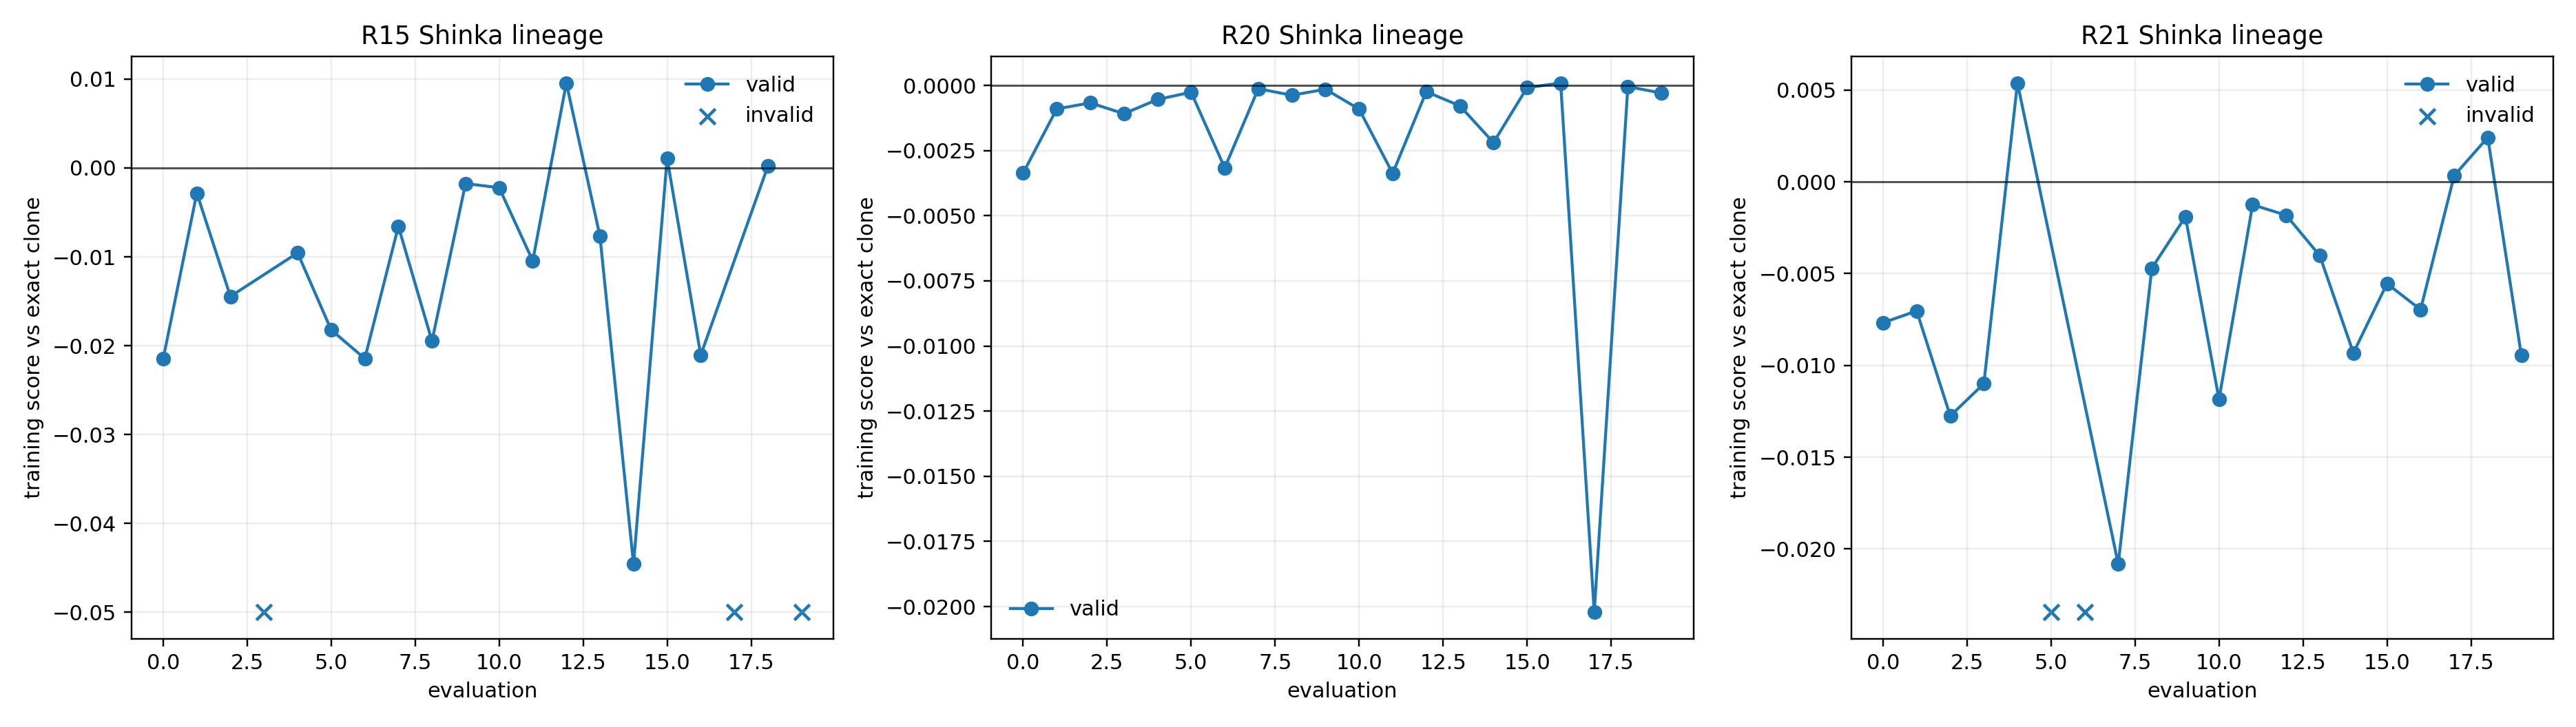 R15 Shinka lineage
training score vs exact clone
0.01
0.00
−0.01
−0.02
−0.03
−0.04
−0.05
valid
invalid
0.0 2.5 5.0 7.5 10.0 12.5 15.0 17.5
evaluation
R20 Shinka lineage
training score vs exact clone
0.0000
−0.0025
−0.0050
−0.0075
−0.0100
−0.0125
−0.0150
−0.0175
−0.0200
valid
0.0 2.5 5.0 7.5 10.0 12.5 15.0 17.5
evaluation
R21 Shinka lineage
training score vs exact clone
0.005
0.000
−0.005
−0.010
−0.015
−0.020
valid
invalid
0.0 2.5 5.0 7.5 10.0 12.5 15.0 17.5
evaluation